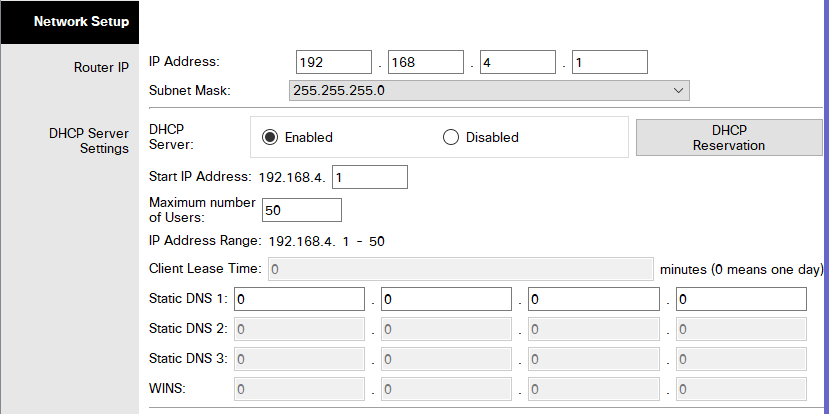 Network Setup
Router IP
IP Address: 192 . 168 . 4 . 1
Subnet Mask: 255.255.255.0
DHCP Server
Settings
DHCP
Server:
Enabled
Disabled
DHCP
Reservation
Start IP Address: 192.168.4. 1
Maximum number
of Users: 50
IP Address Range: 192.168.4. 1 - 50
Client Lease Time: 0 minutes (0 means one day)
Static DNS 1: 0 . 0 . 0 . 0
Static DNS 2: 0 . 0 . 0 . 0
Static DNS 3: 0 . 0 . 0 . 0
WINS: 0 . 0 . 0 . 0